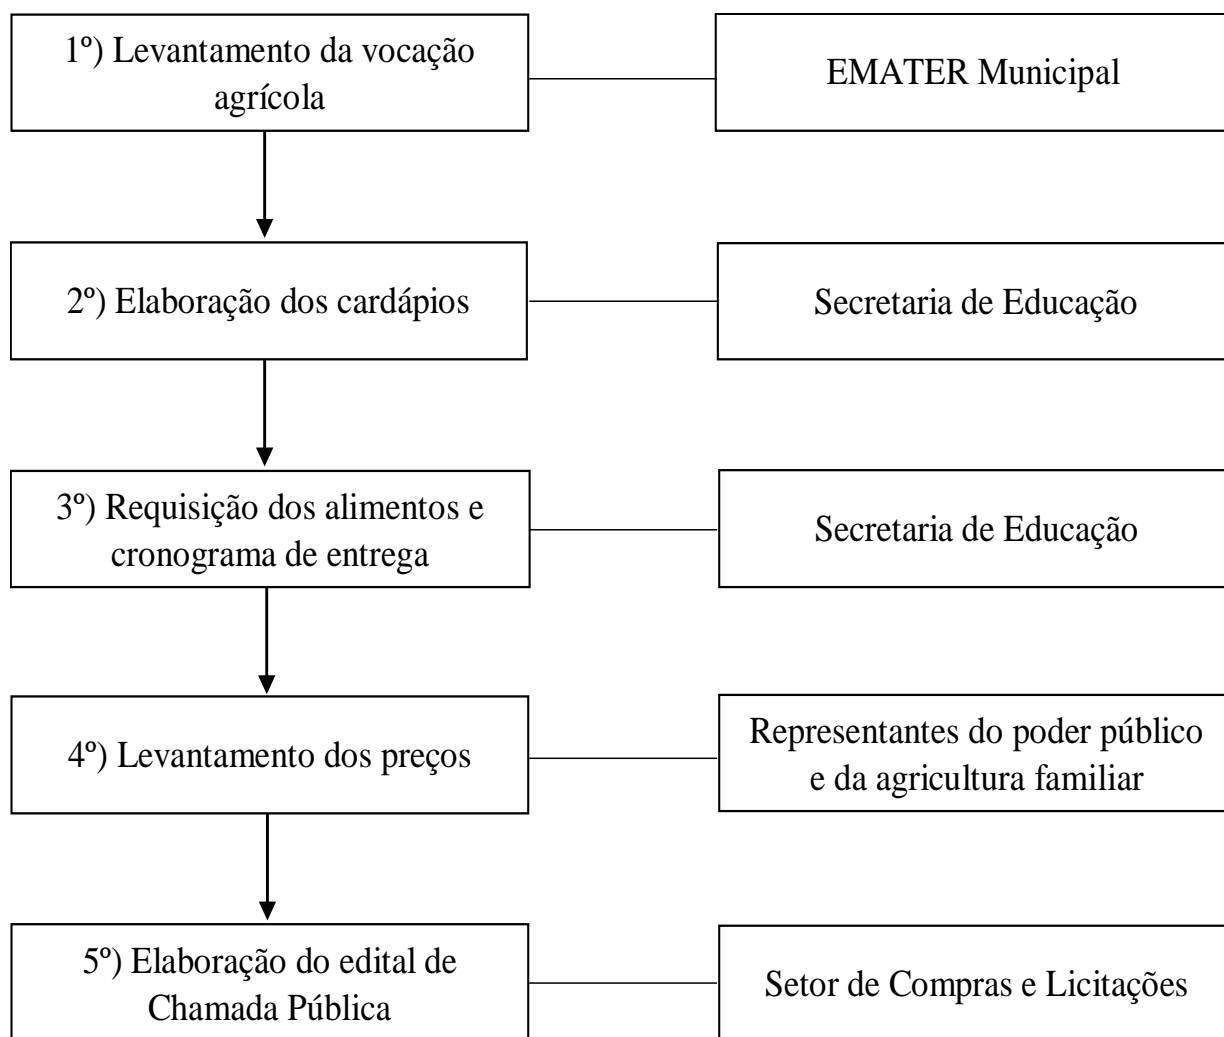 1º) Levantamento da vocação
agrícola
EMATER Municipal
2º) Elaboração dos cardápios
Secretaria de Educação
3º) Requisição dos alimentos e
cronograma de entrega
Secretaria de Educação
4º) Levantamento dos preços
Representantes do poder público
e da agricultura familiar
5º) Elaboração do edital de
Chamada Pública
Setor de Compras e Licitações